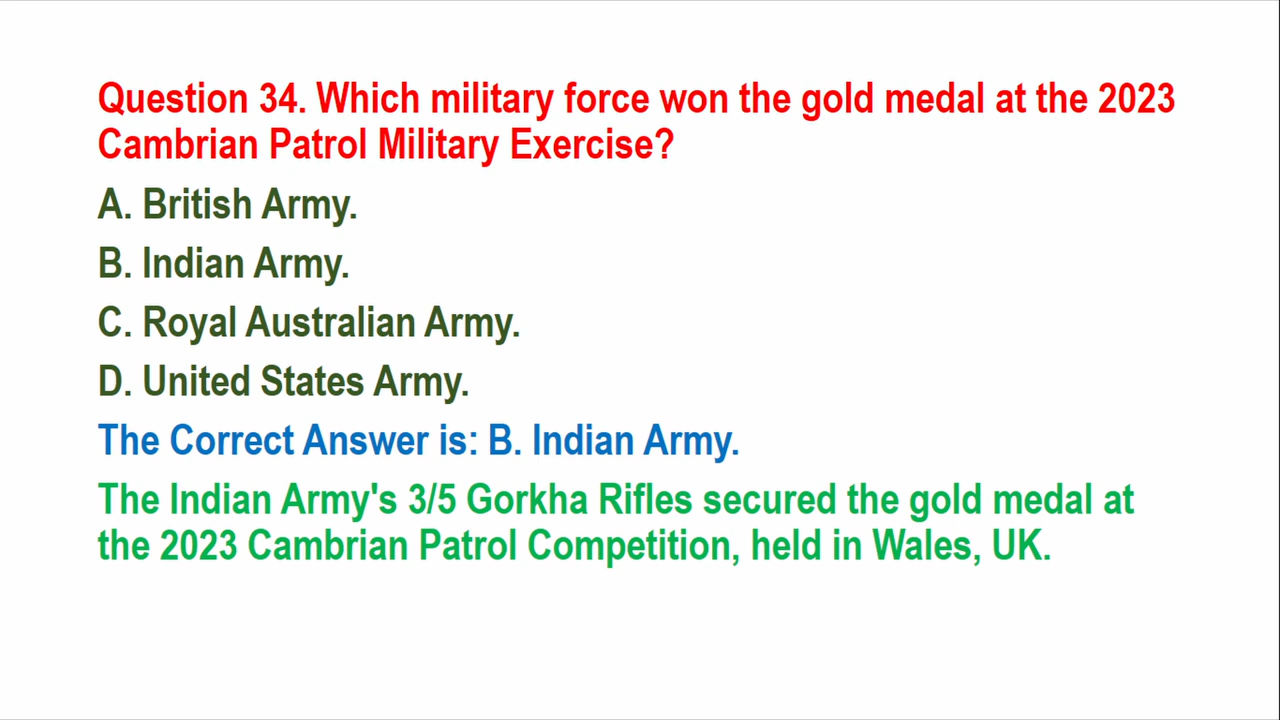 Question 34. Which military force won the gold medal at the 2023
Cambrian Patrol Military Exercise?
A. British Army.
B. Indian Army.
C. Royal Australian Army.
D. United States Army.
The Correct Answer is: B. Indian Army.
The Indian Army's 3/5 Gorkha Rifles secured the gold medal at
the 2023 Cambrian Patrol Competition, held in Wales, UK.